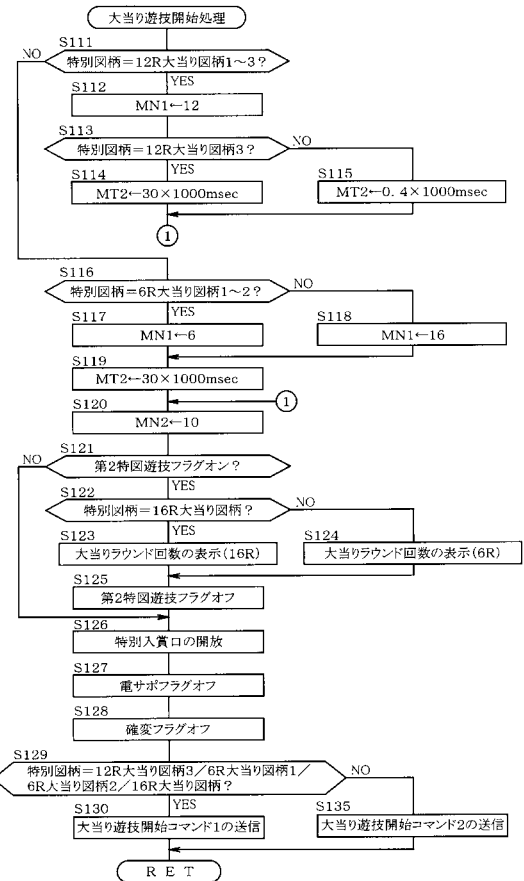 大当り遊技開始処理
S111
NO
特別図柄=12R大当り図柄1~3?
YES
S112
MN1←12
S113
NO
特別図柄=12R大当り図柄3?
YES
S114
S115
MT2←30×1000msec
MT2←0.4×1000msec
1
S116
NO
特別図柄=6R大当り図柄1~2?
YES
S117
S118
MN1←6
MN1←16
S119
MT2←30×1000msec
1
S120
MN2←10
S121
NO
第2特図遊技フラグオン?
YES
S122
NO
特別図柄=16R大当り図柄?
YES
S123
S124
大当りラウンド回数の表示(16R)
大当りラウンド回数の表示(6R)
S125
第2特図遊技フラグオフ
S126
特別入賞口の開放
S127
電サポフラグオフ
S128
確変フラグオフ
S129
特別図柄=12R大当り図柄3/6R大当り図柄1/
6R大当り図柄2/16R大当り図柄?
NO
YES
S130
S135
大当り遊技開始コマンド1の送信
大当り遊技開始コマンド2の送信
RET